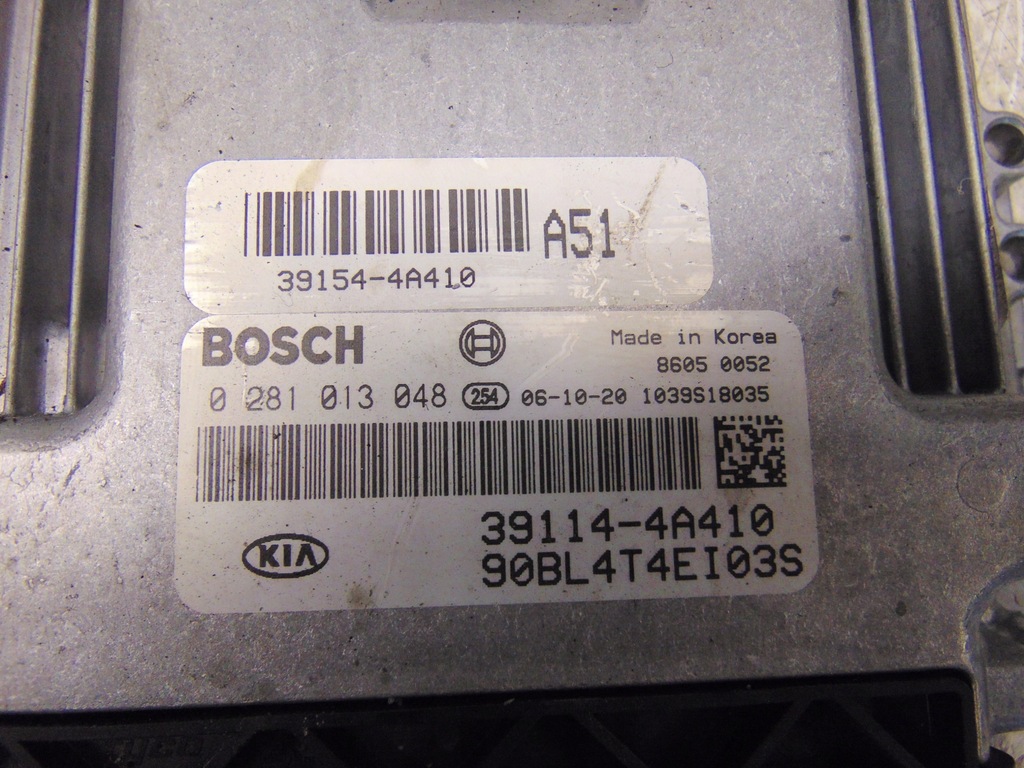 A51
39154-4A410
BOSCH
Made in Korea
8605 0052
0 281 013 048 254 06-10-20 1039S18035
39114-4A410
KIA
90BL4T4EI03S